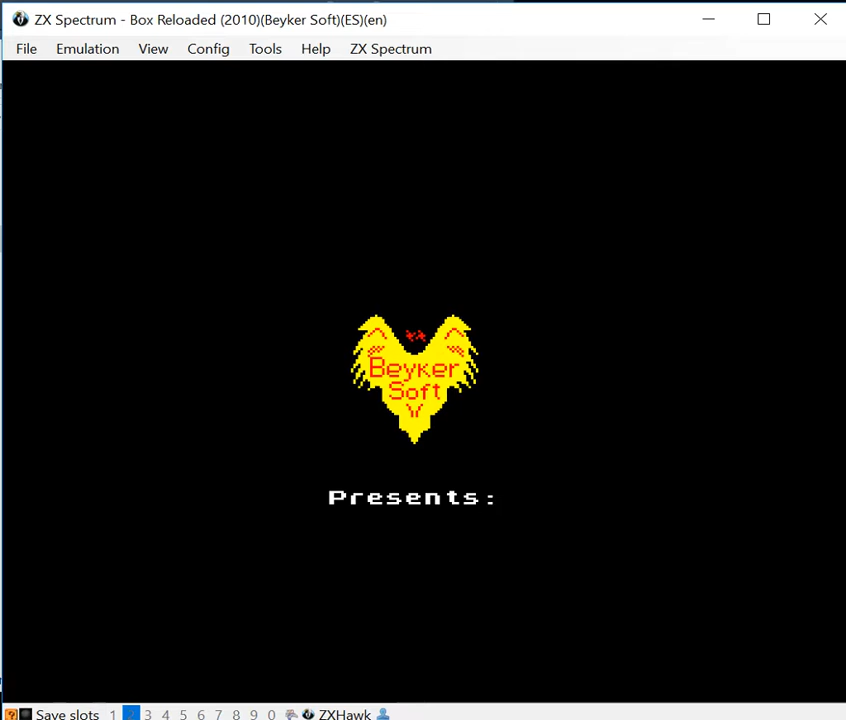 ZX Spectrum - Box Reloaded (2010)(Beyker Soft)(ES)(en)
File Emulation View Config Tools Help ZX Spectrum
Beyker
Soft
Presents:
Save slots 1 2 3 4 5 6 7 8 9 0 ZXHawk